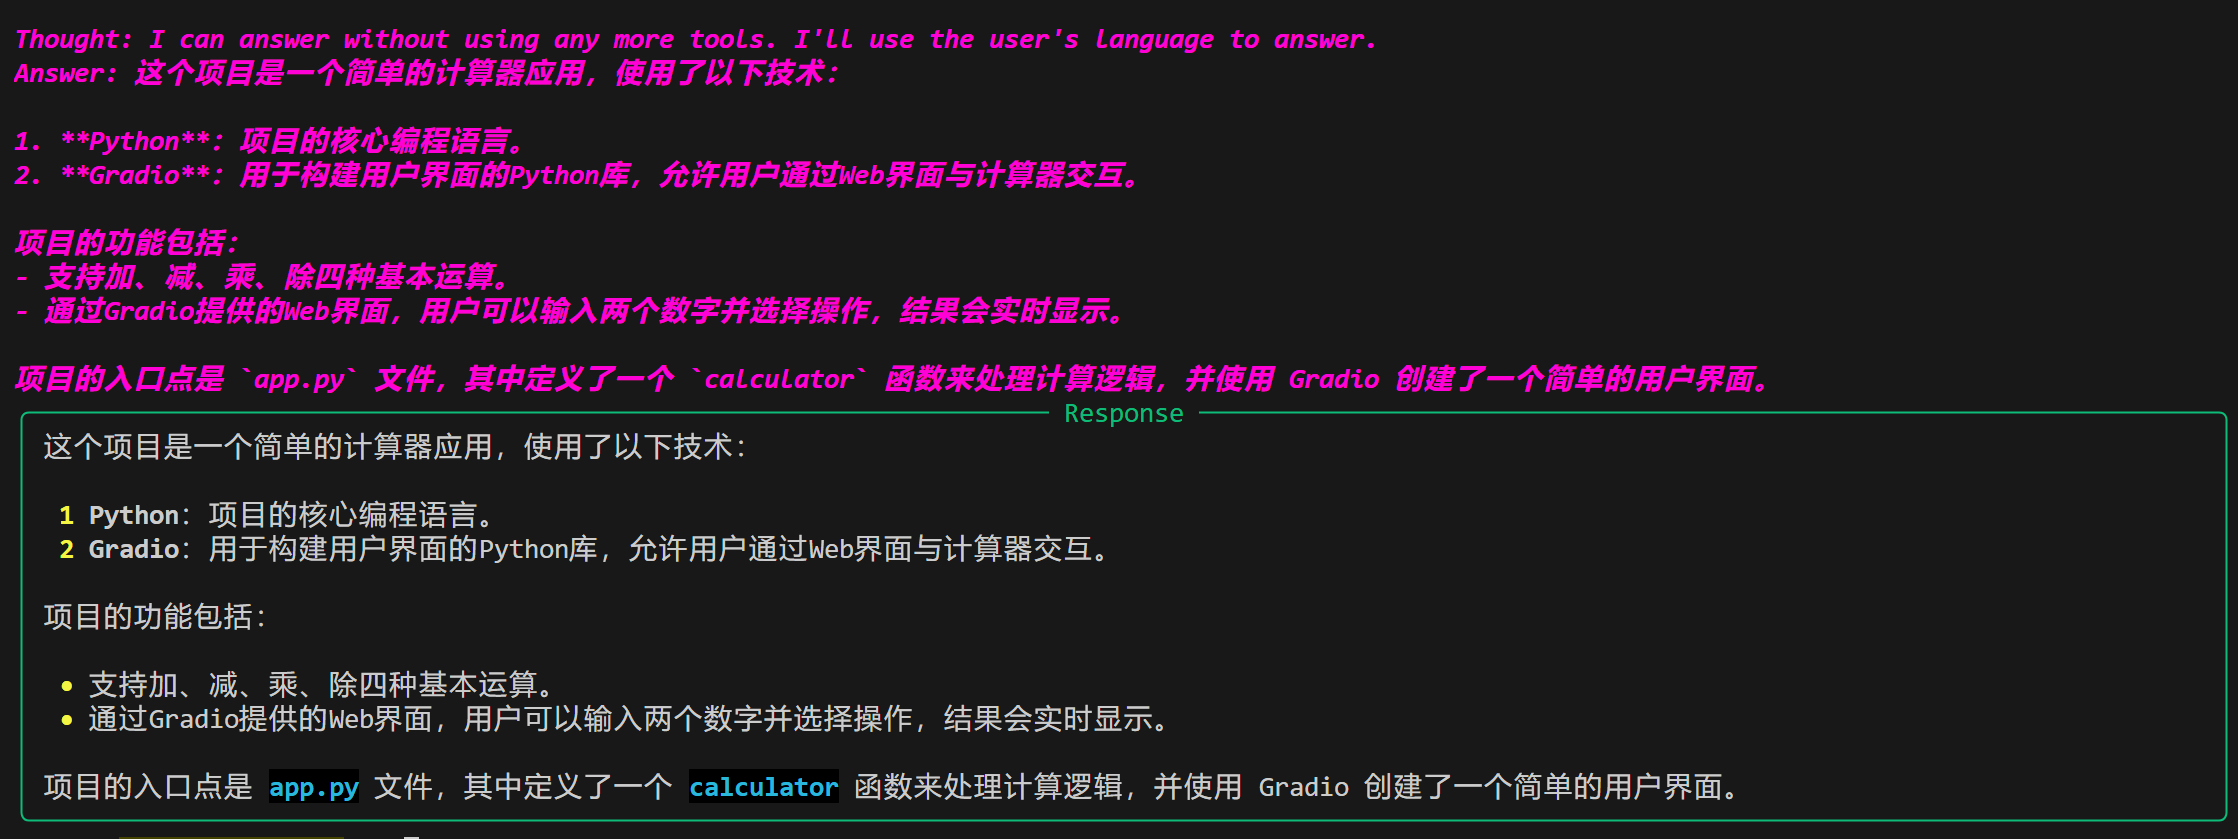 Thought: I can answer without using any more tools. I'll use the user's language to answer.
Answer: 这个项目是一个简单的计算器应用，使用了以下技术：
1. **Python**：项目的核心编程语言。
2. **Gradio**：用于构建用户界面的Python库，允许用户通过Web界面与计算器交互。
项目的功能包括：
- 支持加、减、乘、除四种基本运算。
- 通过Gradio提供的Web界面，用户可以输入两个数字并选择操作，结果会实时显示。
项目的入口点是 `app.py` 文件，其中定义了一个 `calculator` 函数来处理计算逻辑，并使用 Gradio 创建了一个简单的用户界面。
Response
这个项目是一个简单的计算器应用，使用了以下技术：
1 Python：项目的核心编程语言。
2 Gradio：用于构建用户界面的Python库，允许用户通过Web界面与计算器交互。
项目的功能包括：
• 支持加、减、乘、除四种基本运算。
• 通过Gradio提供的Web界面，用户可以输入两个数字并选择操作，结果会实时显示。
项目的入口点是 app.py 文件，其中定义了一个 calculator 函数来处理计算逻辑，并使用 Gradio 创建了一个简单的用户界面。